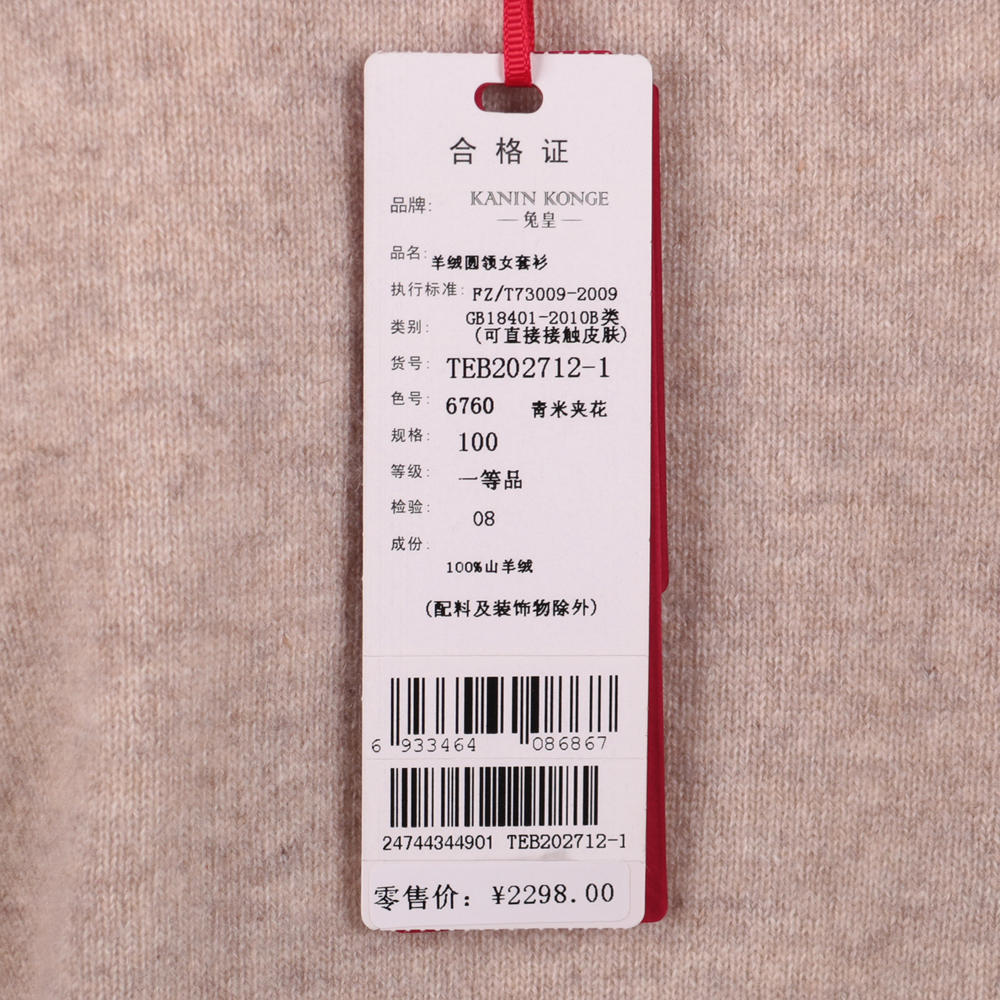 合格证
品牌: KANIN KONGE
兔皇
品名: 羊绒圆领女套衫
执行标准: FZ/T73009-2009
GB18401-2010B类
类别: (可直接接触皮肤)
货号: TEB202712-1
色号: 6760 青米夹花
规格: 100
等级: 一等品
检验: 08
成份:
100%山羊绒
(配料及装饰物除外)
6 933464 086867
24744344901 TEB202712-1
零售价: ¥2298.00